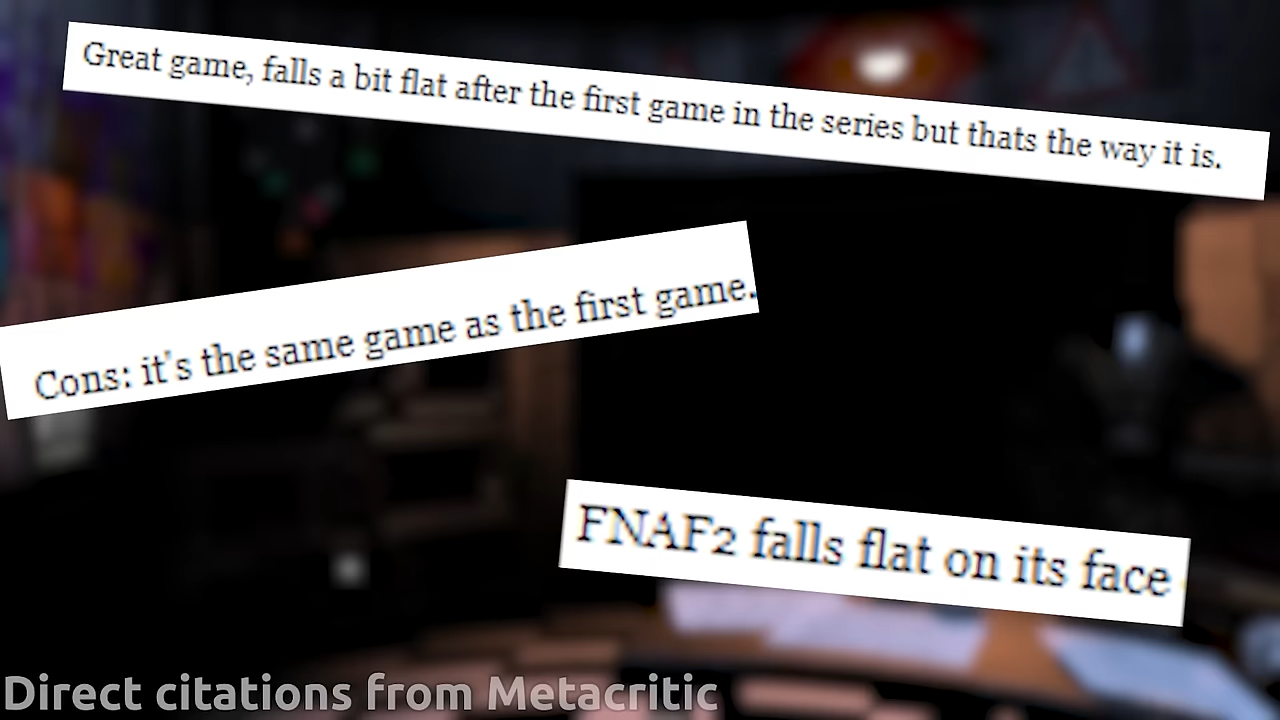 Great game, falls a bit flat after the first game in the series but thats the way it is.
Cons: it's the same game as the first game.
FNAF2 falls flat on its face
Direct citations from Metacritic